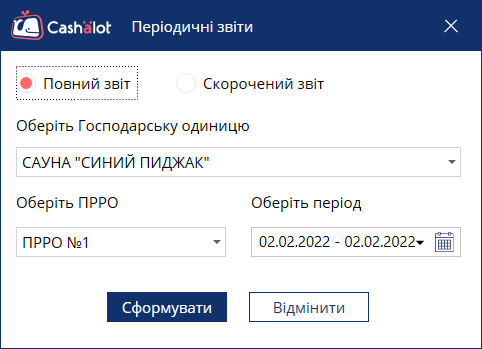 Cashalot Періодичні звіти
Повний звіт Скорочений звіт
Оберіть Господарську одиницю
САУНА "СИНИЙ ПИДЖАК"
Оберіть ПРРО Оберіть період
ПРРО №1 02.02.2022 - 02.02.2022
Сформувати Відмінити